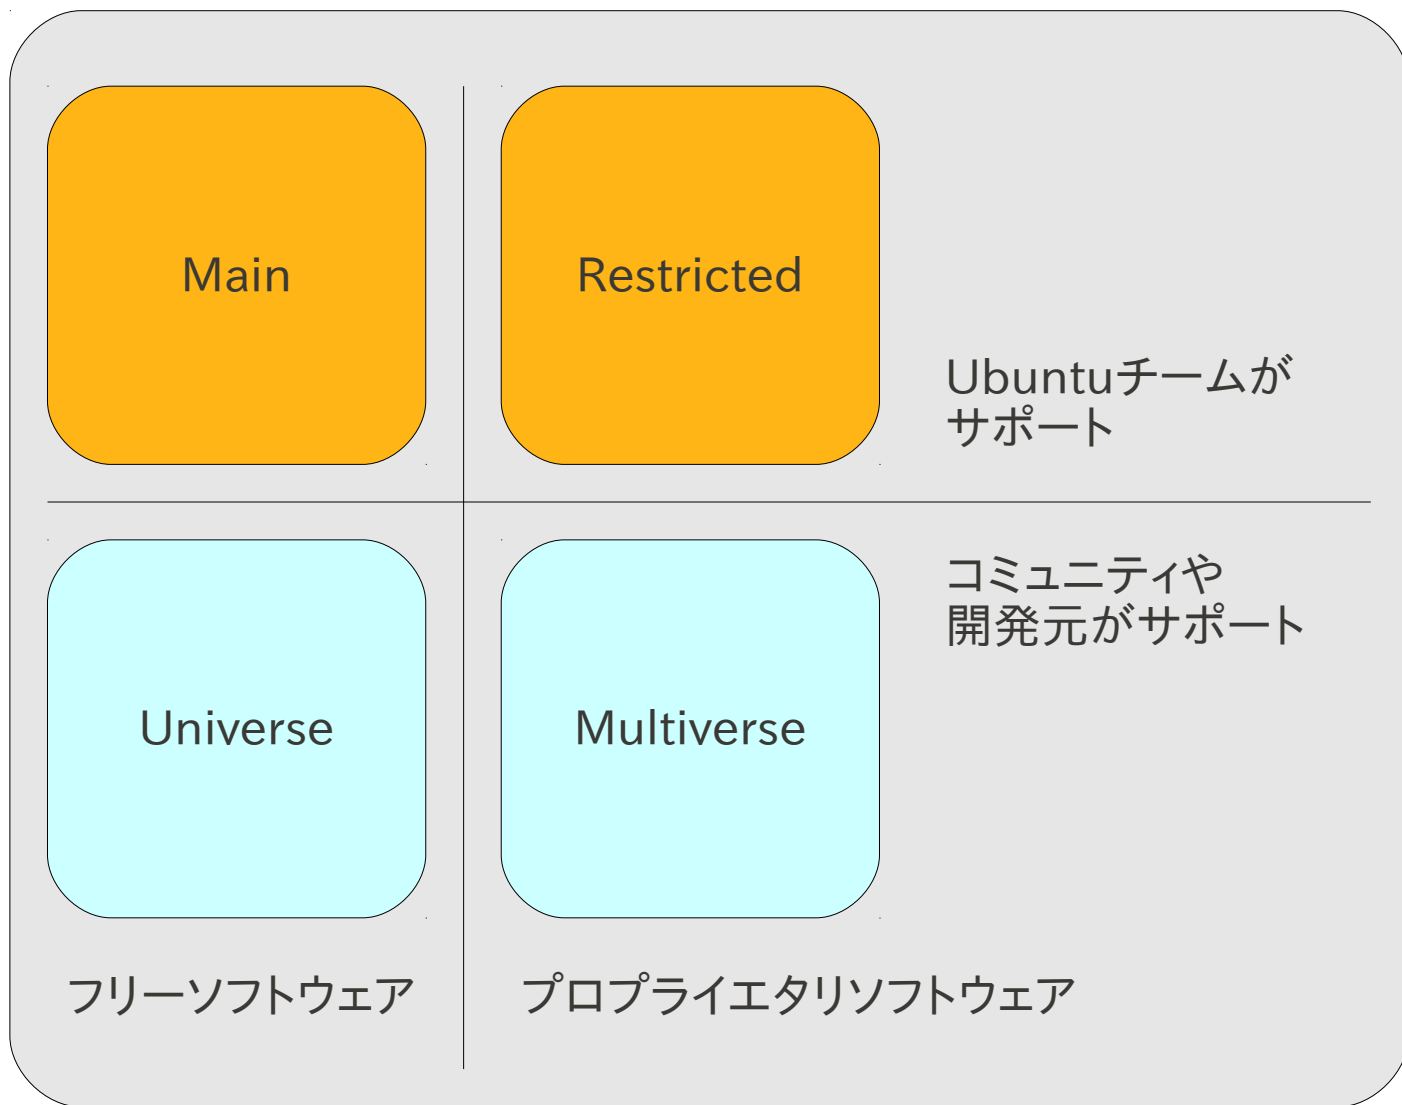 Main
Restricted
Ubuntuチームが
サポート
Universe
Multiverse
コミュニティや
開発元がサポート
フリーソフトウェア
プロプライエタリソフトウェア